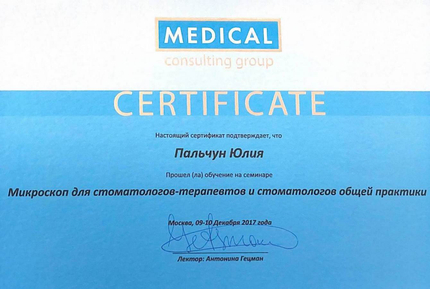 MEDICAL
consulting group
CERTIFICATE
Настоящий сертификат подтверждает, что
Пальчун Юлия
Прошел (ла) обучение на семинаре
Микроскоп для стоматологов-терапевтов и стоматологов общей практики
Москва, 09-10 Декабря 2017 года
Лектор: Антонина Гецман